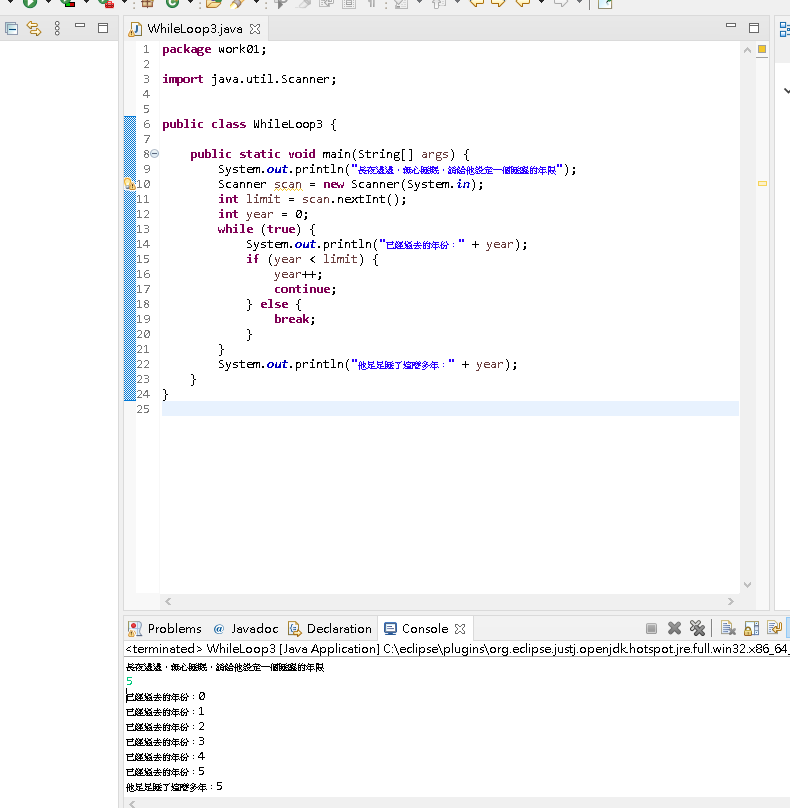 WhileLoop3.java
1 package work01;
2
3 import java.util.Scanner;
4
5
6 public class WhileLoop3 {
7
8 public static void main(String[] args) {
9 System.out.println("長夜漫漫，無心睡眠，請給他設定一個睡醒的年限");
10 Scanner scan = new Scanner(System.in);
11 int limit = scan.nextInt();
12 int year = 0;
13 while (true) {
14 System.out.println("已經過去的年份：" + year);
15 if (year < limit) {
16 year++;
17 continue;
18 } else {
19 break;
20 }
21 }
22 System.out.println("他足足睡了這麼多年：" + year);
23 }
24 }
25
Problems @ Javadoc Declaration Console
<terminated> WhileLoop3 [Java Application] C:\eclipse\plugins\org.eclipse.justj.openjdk.hotspot.jre.full.win32.x86_64_
長夜漫漫，無心睡眠，請給他設定一個睡醒的年限
5
已經過去的年份：0
已經過去的年份：1
已經過去的年份：2
已經過去的年份：3
已經過去的年份：4
已經過去的年份：5
他足足睡了這麼多年：5